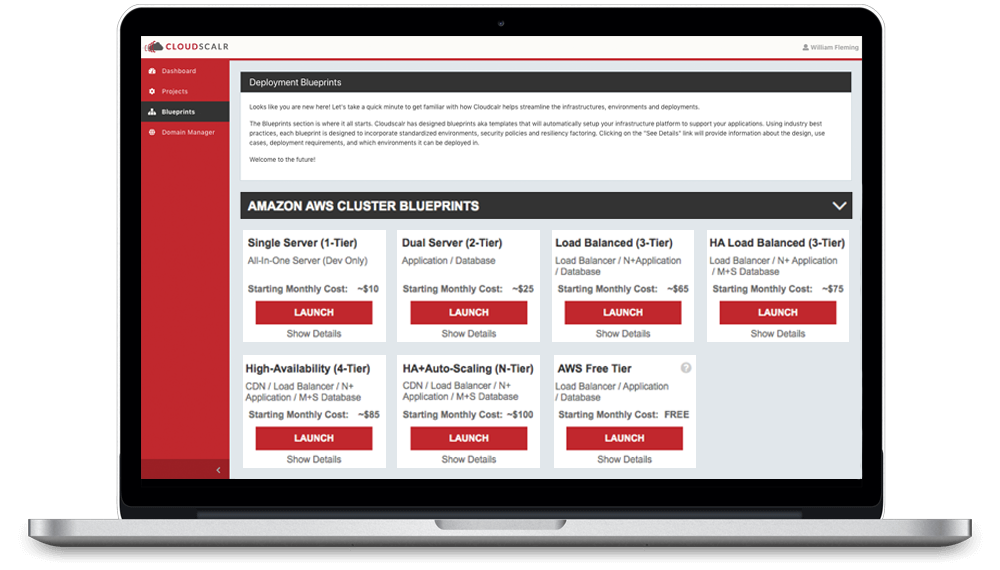 CLOUDSCALR
William Fleming
Dashboard
Projects
Blueprints
Domain Manager
Deployment Blueprints
Looks like you are new here! Let's take a quick minute to get familiar with how Cloudcalr helps streamline the infrastructures, environments and deployments.
The Blueprints section is where it all starts. Cloudscalr has designed blueprints aka templates that will automatically setup your infrastructure platform to support your applications. Using industry best
practices, each blueprint is designed to incorporate standardized environments, security policies and resiliency factoring. Clicking on the "See Details" link will provide information about the design, use
cases, deployment requirements, and which environments it can be deployed in.
Welcome to the future!
AMAZON AWS CLUSTER BLUEPRINTS
Single Server (1-Tier)
All-In-One Server (Dev Only)
Starting Monthly Cost: ~$10
LAUNCH
Show Details
Dual Server (2-Tier)
Application / Database
Starting Monthly Cost: ~$25
LAUNCH
Show Details
Load Balanced (3-Tier)
Load Balancer / N+Application
/ Database
Starting Monthly Cost: ~$65
LAUNCH
Show Details
HA Load Balanced (3-Tier)
Load Balancer / N+ Application
/ M+S Database
Starting Monthly Cost: ~$75
LAUNCH
Show Details
High-Availability (4-Tier)
CDN / Load Balancer / N+
Application / M+S Database
Starting Monthly Cost: ~$85
LAUNCH
Show Details
HA+Auto-Scaling (N-Tier)
CDN / Load Balancer / N+
Application / M+S Database
Starting Monthly Cost: ~$100
LAUNCH
Show Details
AWS Free Tier
?
Load Balancer / Application
/ Database
Starting Monthly Cost: FREE
LAUNCH
Show Details